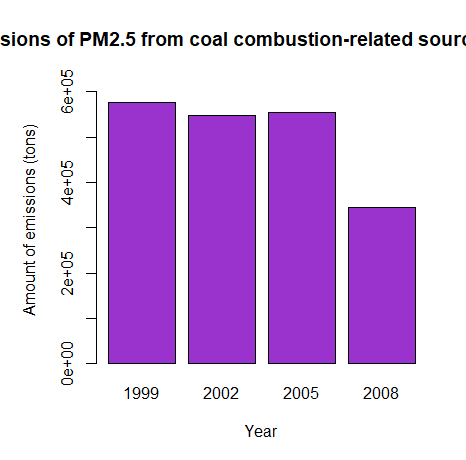 sions of PM2.5 from coal combustion-related sourc
Amount of emissions (tons)
6e+05
4e+05
2e+05
0e+00
1999 2002 2005 2008
Year